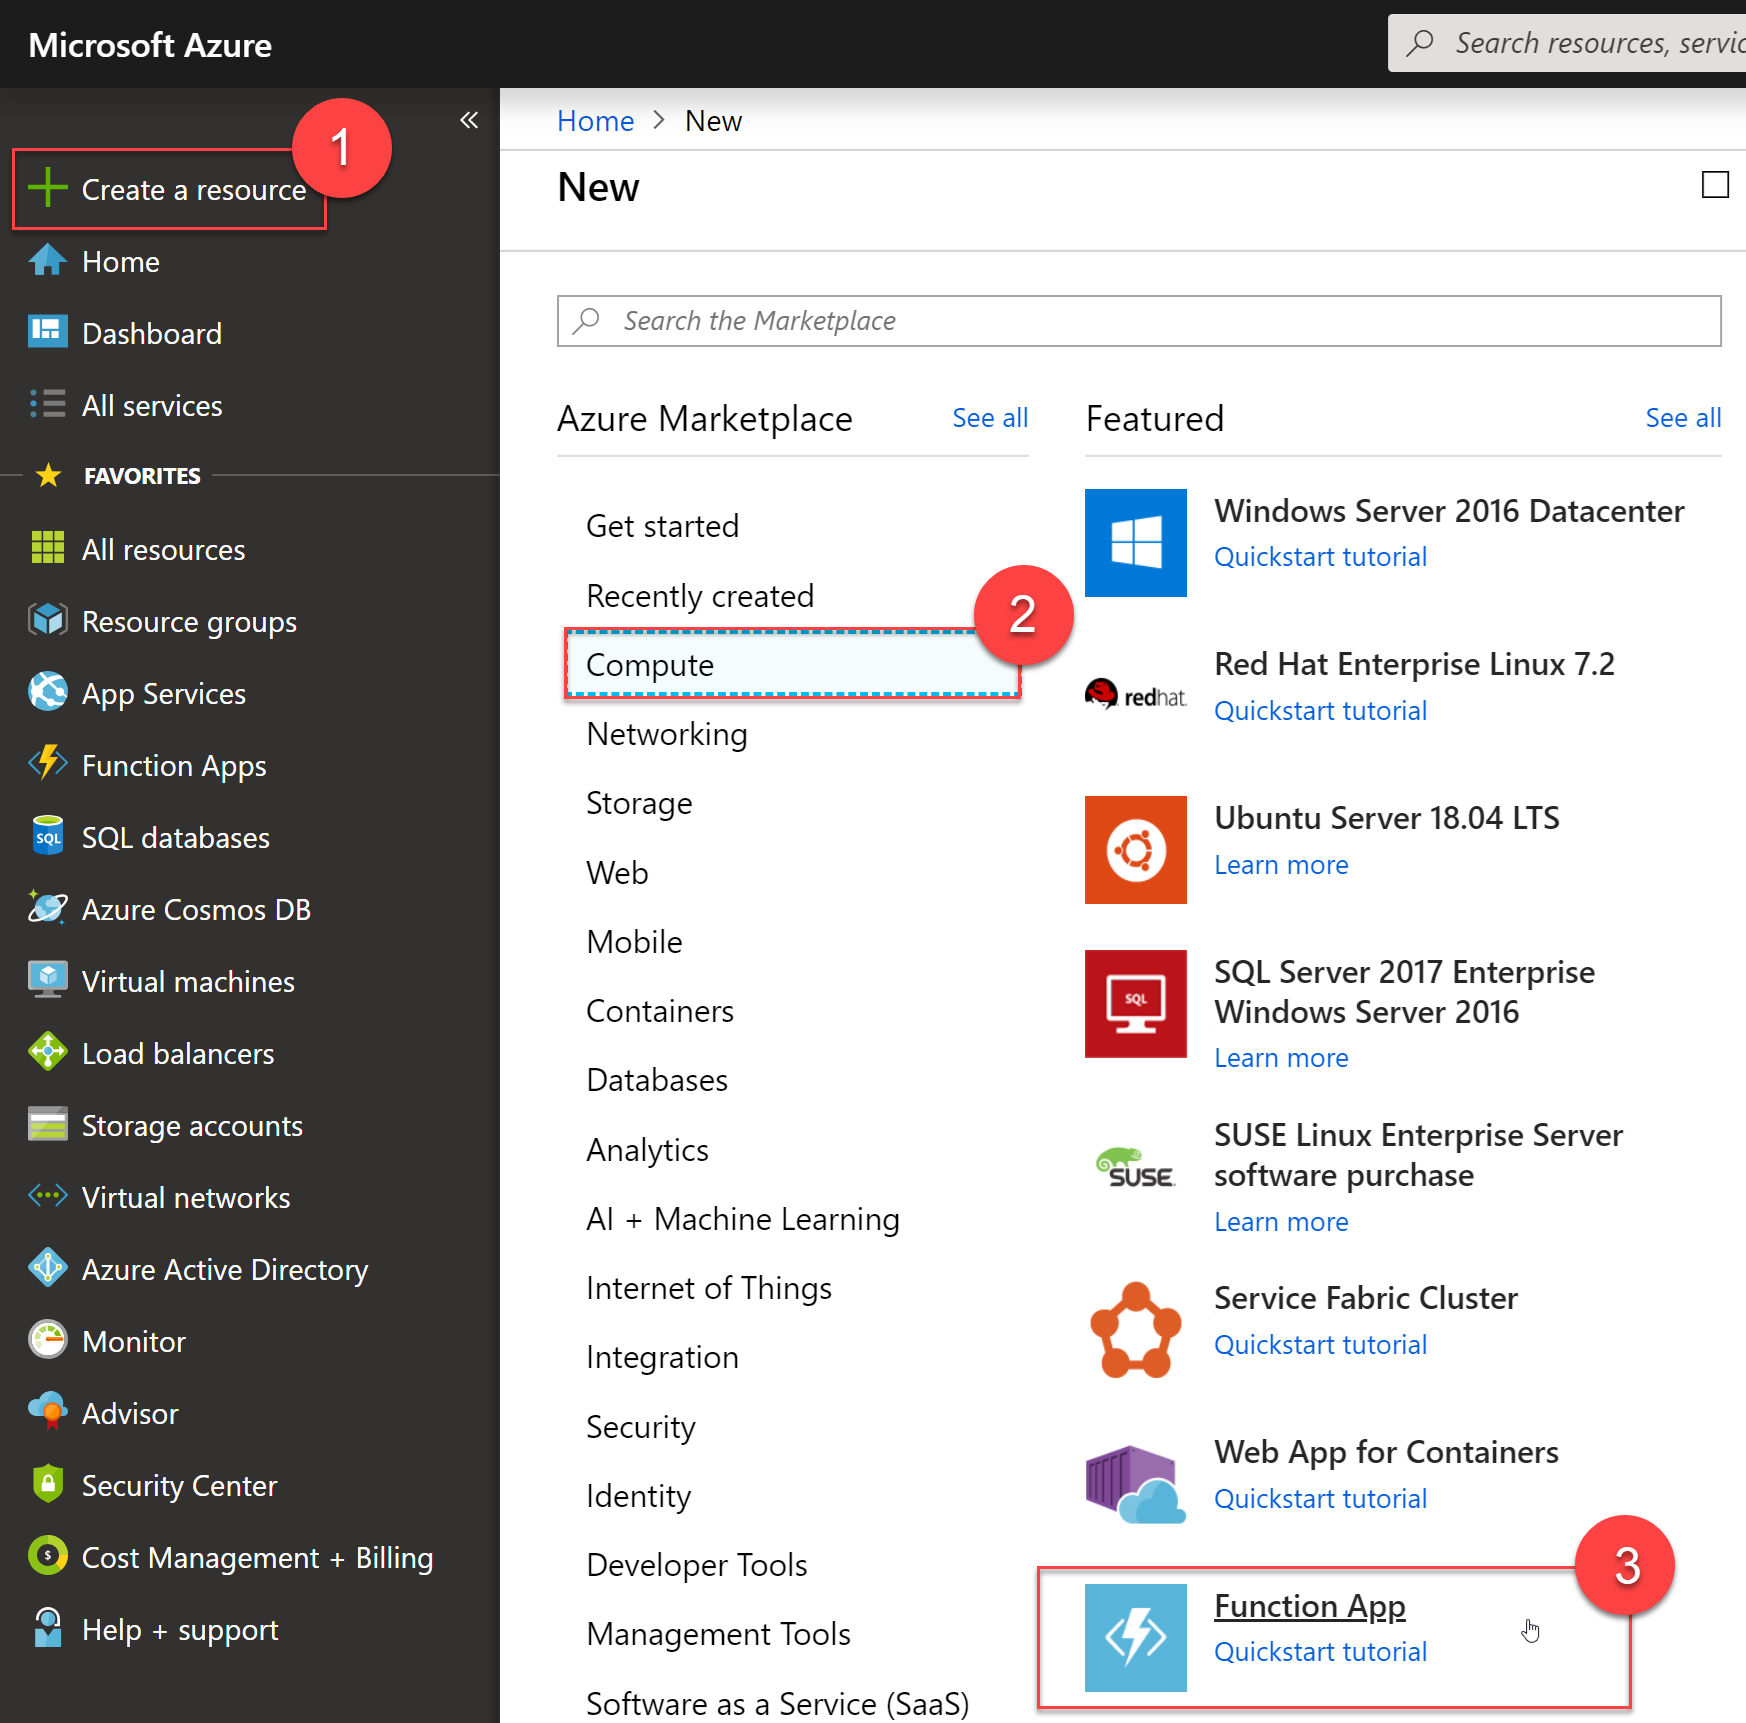 Microsoft Azure
Search resources, servic
1
Create a resource
Home
Dashboard
All services
FAVORITES
All resources
Resource groups
App Services
Function Apps
SQL
SQL databases
Azure Cosmos DB
Virtual machines
Load balancers
Storage accounts
Virtual networks
Azure Active Directory
Monitor
Advisor
Security Center
$
Cost Management + Billing
Help + support
Home > New
New
Search the Marketplace
Azure Marketplace See all
Get started
Recently created
2
Compute
Networking
Storage
Web
Mobile
Containers
Databases
Analytics
AI + Machine Learning
Internet of Things
Integration
Security
Identity
Developer Tools
Management Tools
Software as a Service (SaaS)
Featured See all
Windows Server 2016 Datacenter
Quickstart tutorial
redhat.
Red Hat Enterprise Linux 7.2
Quickstart tutorial
Ubuntu Server 18.04 LTS
Learn more
SQL
SQL Server 2017 Enterprise
Windows Server 2016
Learn more
SUSE
SUSE Linux Enterprise Server
software purchase
Learn more
Service Fabric Cluster
Quickstart tutorial
Web App for Containers
Quickstart tutorial
3
Function App
Quickstart tutorial